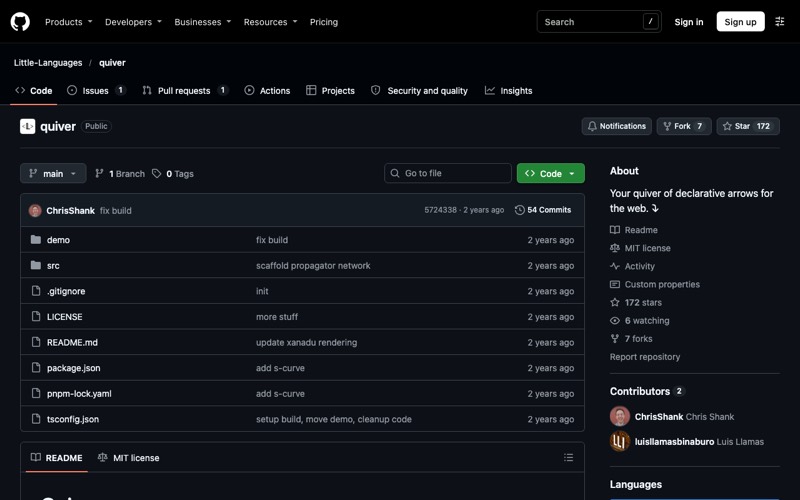 Products Developers Businesses Resources Pricing Search / Sign in Sign up
Little-Languages / quiver
Code Issues 1 Pull requests 1 Actions Projects Security and quality Insights
quiver Public Notifications Fork 7 Star 172
main 1 Branch 0 Tags Go to file Code
ChrisShank fix build 5724338 · 2 years ago 54 Commits
demo fix build 2 years ago
src scaffold propagator network 2 years ago
.gitignore init 2 years ago
LICENSE more stuff 2 years ago
README.md update xanadu rendering 2 years ago
package.json add s-curve 2 years ago
pnpm-lock.yaml add s-curve 2 years ago
tsconfig.json setup build, move demo, cleanup code 2 years ago
README MIT license
About
Your quiver of declarative arrows for
the web. ⤵
Readme
MIT license
Activity
Custom properties
172 stars
6 watching
7 forks
Report repository
Contributors 2
ChrisShank Chris Shank
luisllamasbinaburo Luis Llamas
Languages